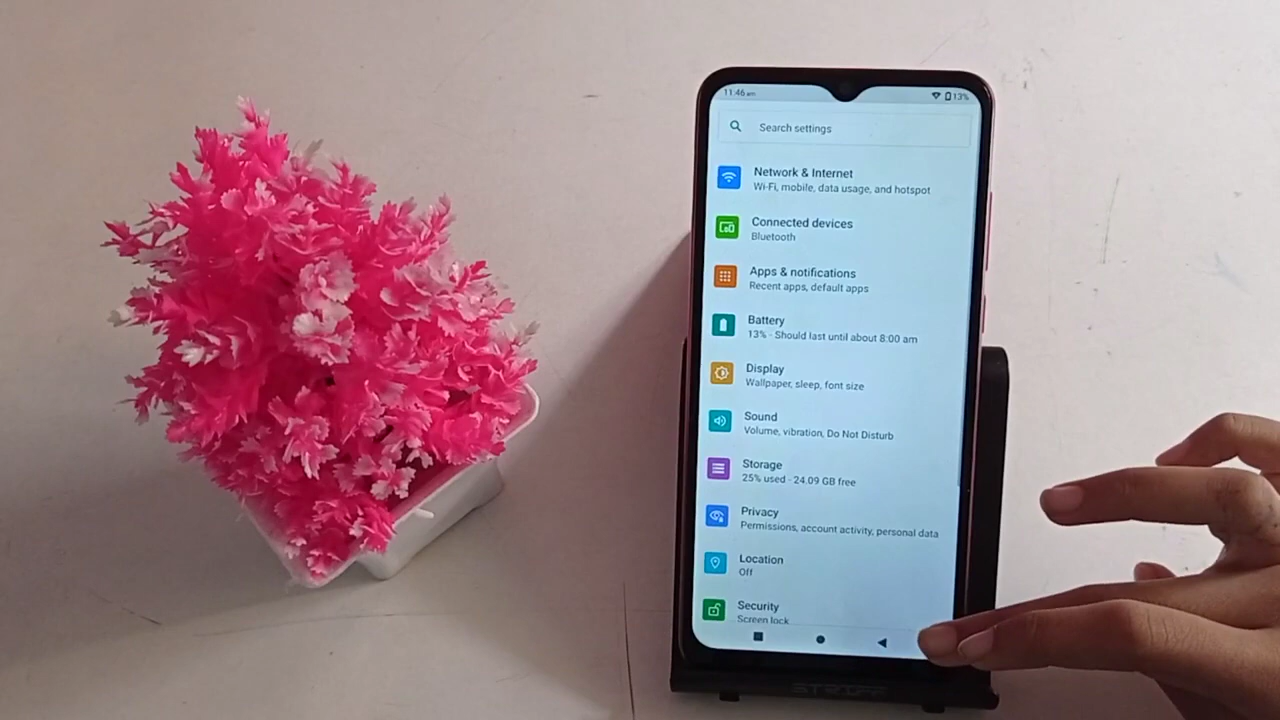 11:46 am
13%
Search settings
Network & Internet
Wi-Fi, mobile, data usage, and hotspot
Connected devices
Bluetooth
Apps & notifications
Recent apps, default apps
Battery
13% - Should last until about 8:00 am
Display
Wallpaper, sleep, font size
Sound
Volume, vibration, Do Not Disturb
Storage
25% used - 24.09 GB free
Privacy
Permissions, account activity, personal data
Location
Off
Security
Screen lock
STRIFF